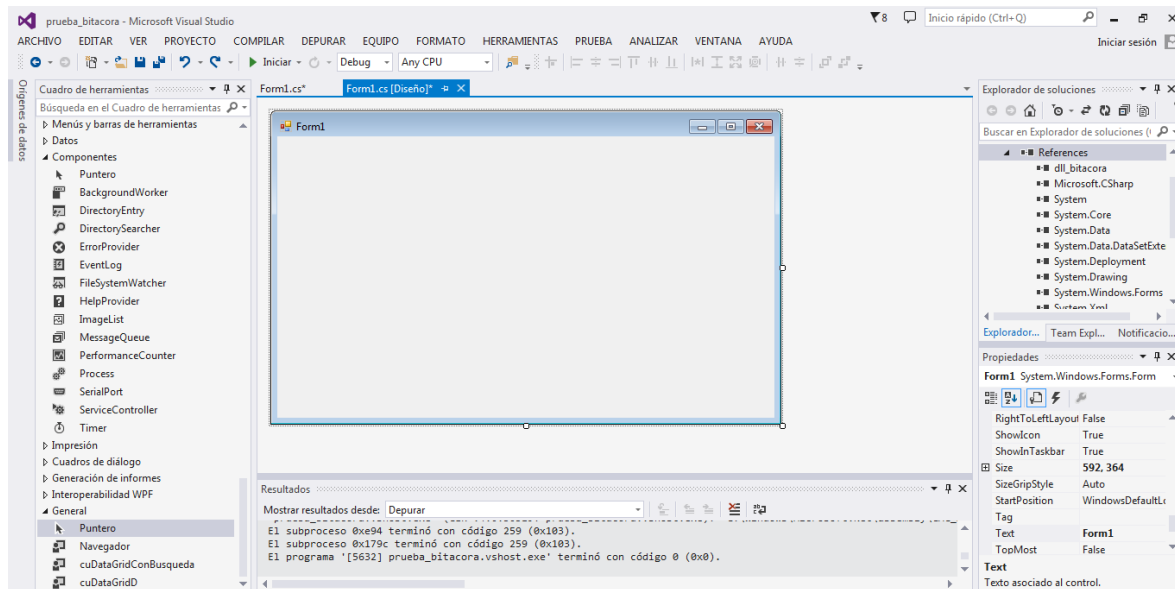 prueba_bitacora - Microsoft Visual Studio
8
Inicio rápido (Ctrl+Q)
ARCHIVO EDITAR VER PROYECTO COMPILAR DEPURAR EQUIPO FORMATO HERRAMIENTAS PRUEBA ANALIZAR VENTANA AYUDA
Iniciar sesión
Iniciar
Debug
Any CPU
Orígenes de datos
Cuadro de herramientas
Búsqueda en el Cuadro de herramientas
Menús y barras de herramientas
Datos
Componentes
Puntero
BackgroundWorker
DirectoryEntry
DirectorySearcher
ErrorProvider
EventLog
FileSystemWatcher
HelpProvider
ImageList
MessageQueue
PerformanceCounter
Process
SerialPort
ServiceController
Timer
Impresión
Cuadros de diálogo
Generación de informes
Interoperabilidad WPF
General
Puntero
Navegador
cuDataGridConBusqueda
cuDataGridD
Form1.cs*
Form1.cs [Diseño]*
Form1
Resultados
Mostrar resultados desde: Depurar
El subproceso 0xe94 terminó con código 259 (0x103).
El subproceso 0x179c terminó con código 259 (0x103).
El programa '[5632] prueba_bitacora.vshost.exe' terminó con código 0 (0x0).
Explorador de soluciones
Buscar en Explorador de soluciones (
References
dll_bitacora
Microsoft.CSharp
System
System.Core
System.Data
System.Data.DataSetExte
System.Deployment
System.Drawing
System.Windows.Forms
System.Xml
Explorador... Team Expl... Notificacio...
Propiedades
Form1 System.Windows.Forms.Form
RightToLeftLayout False
ShowIcon True
ShowInTaskbar True
Size 592, 364
SizeGripStyle Auto
StartPosition WindowsDefaultLo
Tag
Text Form1
TopMost False
Text
Texto asociado al control.